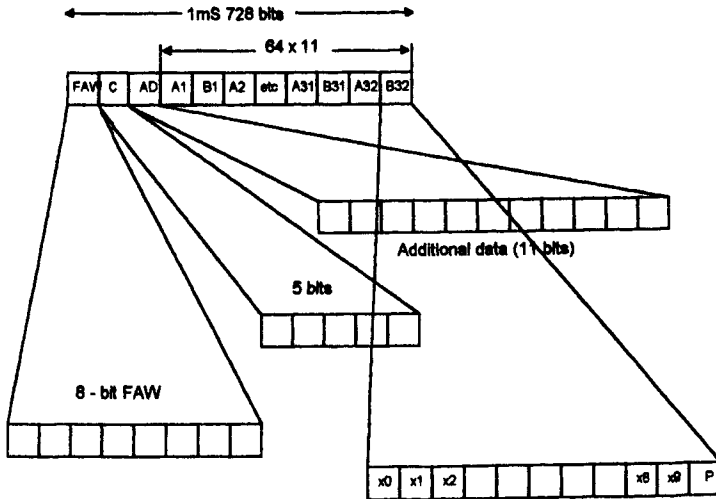 1mS 728 bits
64 x 11
FAW C AD A1 B1 A2 etc A31 B31 A32 B32
Additional data (11 bits)
5 bits
8 - bit FAW
x0 x1 x2 x8 x9 P